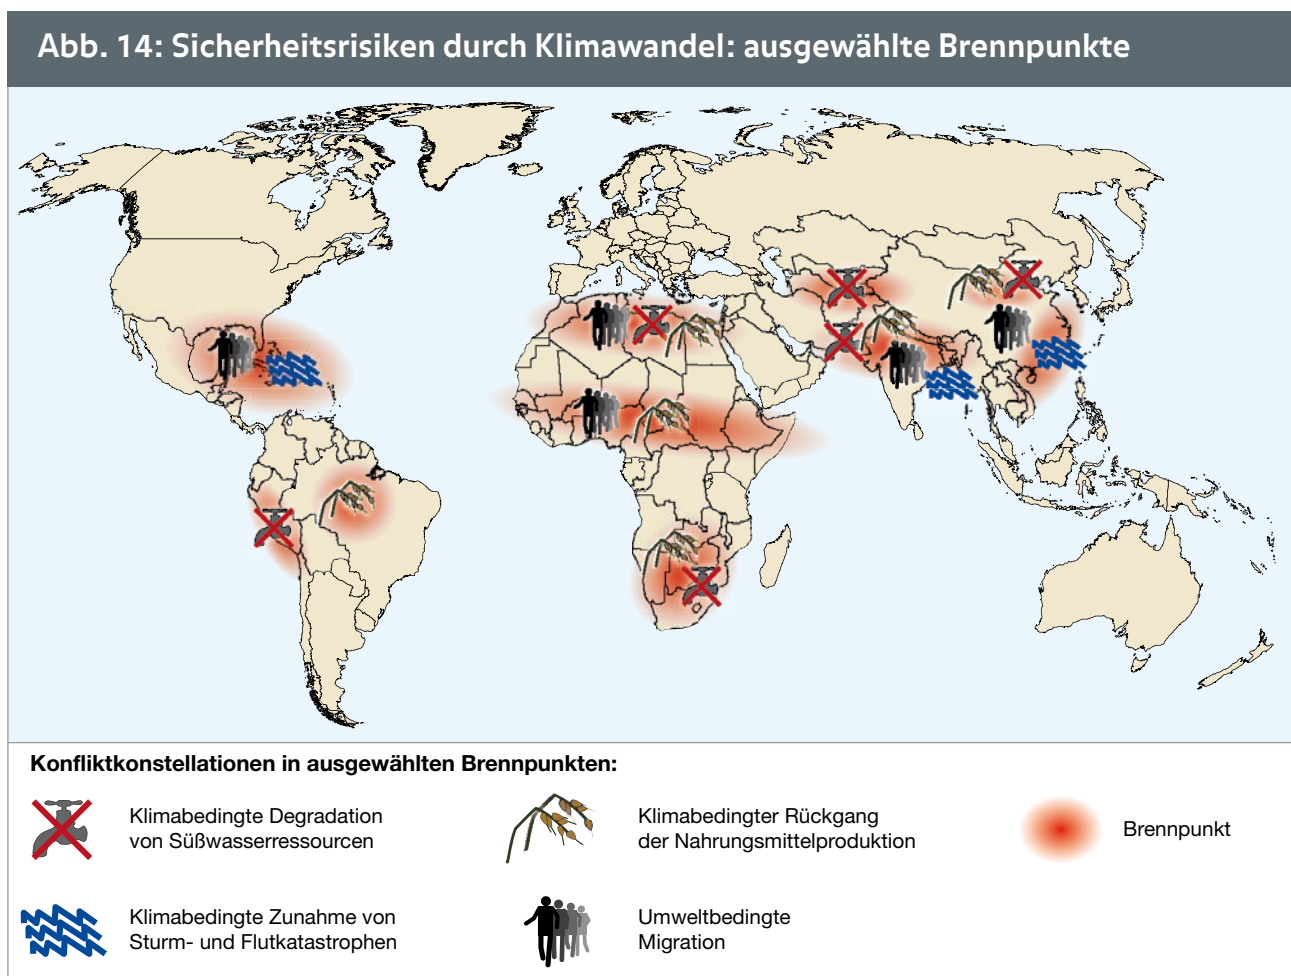 Abb. 14: Sicherheitsrisiken durch Klimawandel: ausgewählte Brennpunkte
Konfliktkonstellationen in ausgewählten Brennpunkten:
Klimabedingte Degradation
von Süßwasserressourcen
Klimabedingter Rückgang
der Nahrungsmittelproduktion
Brennpunkt
Klimabedingte Zunahme von
Sturm- und Flutkatastrophen
Umweltbedingte
Migration